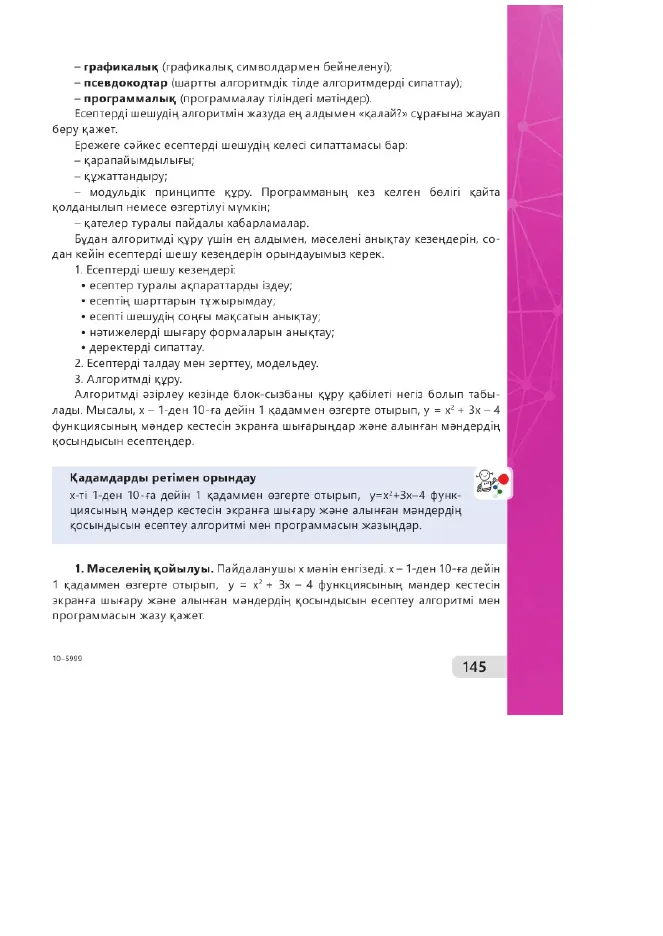 – графикалық (графикалық символдармен бейнеленуі);
– псевдокодтар (шартты алгоритмдік тілде алгоритмдерді сипаттау);
– программалық (программалау тіліндегі мәтіндер).
Есептерді шешудің алгоритмін жазуда ең алдымен «қалай?» сұрағына жауап
беру қажет.
Ережеге сәйкес есептерді шешудің келесі сипаттамасы бар:
– қарапайымдылығы;
– құжаттандыру;
– модульдік принципте құру. Программаның кез келген бөлігі қайта
қолданылып немесе өзгертілуі мүмкін;
– қателер туралы пайдалы хабарламалар.
Бұдан алгоритмді құру үшін ең алдымен, мәселені анықтау кезеңдерін, со-
дан кейін есептерді шешу кезеңдерін орындауымыз керек.
1. Есептерді шешу кезеңдері:
• есептер туралы ақпараттарды іздеу;
• есептің шарттарын тұжырымдау;
• есепті шешудің соңғы мақсатын анықтау;
• нәтижелерді шығару формаларын анықтау;
• деректерді сипаттау.
2. Есептерді талдау мен зерттеу, модельдеу.
3. Алгоритмді құру.
Алгоритмді әзірлеу кезінде блок-сызбаны құру қабілеті негіз болып табы-
лады. Мысалы, x – 1-ден 10-ға дейін 1 қадаммен өзгерте отырып, y = x² + 3x – 4
функциясының мәндер кестесін экранға шығарыңдар және алынған мәндердің
қосындысын есептеңдер.
Қадамдарды ретімен орындау
x-ті 1-ден 10-ға дейін 1 қадаммен өзгерте отырып, y=x²+3x–4 функ-
циясының мәндер кестесін экранға шығару және алынған мәндердің
қосындысын есептеу алгоритмі мен программасын жазыңдар.
1. Мәселенің қойылуы. Пайдаланушы x мәнін енгізеді. x – 1-ден 10-ға дейін
1 қадаммен өзгерте отырып, y = x² + 3x – 4 функциясының мәндер кестесін
экранға шығару және алынған мәндердің қосындысын есептеу алгоритмі мен
программасын жазу қажет.
10–5999
145